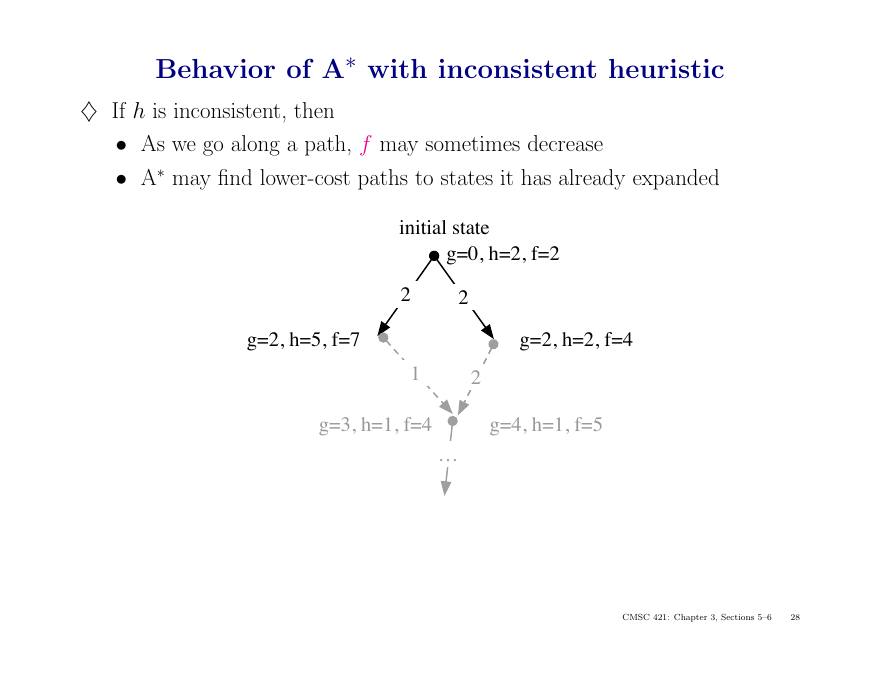 Behavior of A* with inconsistent heuristic
♢ If h is inconsistent, then
• As we go along a path, f may sometimes decrease
• A* may find lower-cost paths to states it has already expanded
initial state
g=0, h=2, f=2
2 2
g=2, h=5, f=7 g=2, h=2, f=4
1 2
g=3, h=1, f=4 g=4, h=1, f=5
...
CMSC 421: Chapter 3, Sections 5–6 28